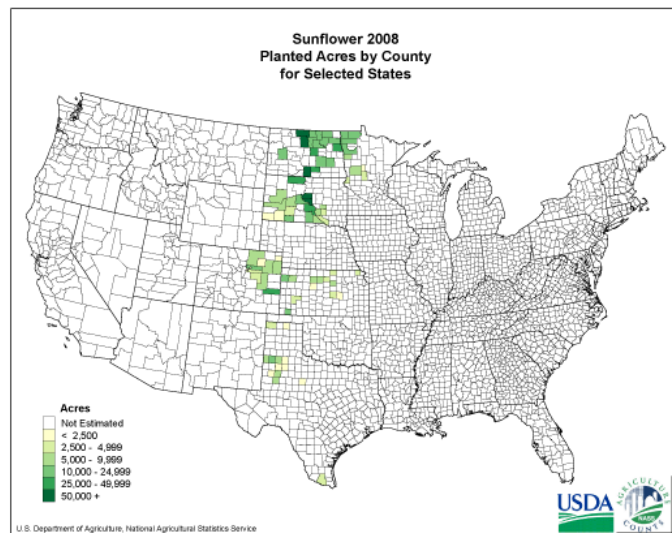 Sunflower 2008
Planted Acres by County
for Selected States
Acres
Not Estimated
< 2,500
2,500 - 4,999
5,000 - 9,999
10,000 - 24,999
25,000 - 49,999
50,000 +
U.S. Department of Agriculture, National Agricultural Statistics Service
USDA
AGRICULTURE
NASS
COUNTS